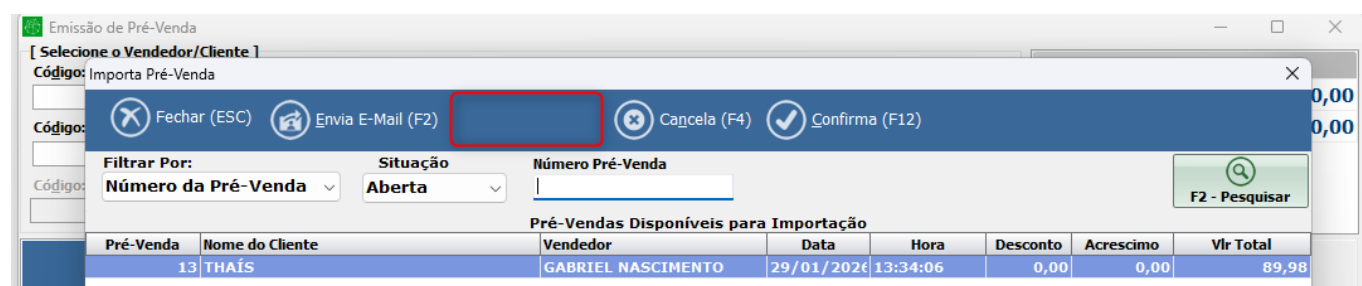 Emissão de Pré-Venda
[ Selecione o Vendedor/Cliente ]
Código:
Importa Pré-Venda
0,00
Fechar (ESC) Envia E-Mail (F2) Cancela (F4) Confirma (F12)
Código:
0,00
Filtrar Por: Situação Número Pré-Venda
Código:
Número da Pré-Venda Aberta
F2 - Pesquisar
Pré-Vendas Disponíveis para Importação
Pré-Venda Nome do Cliente Vendedor Data Hora Desconto Acrescimo Vlr Total
13 THAÍS GABRIEL NASCIMENTO 29/01/2026 13:34:06 0,00 0,00 89,98